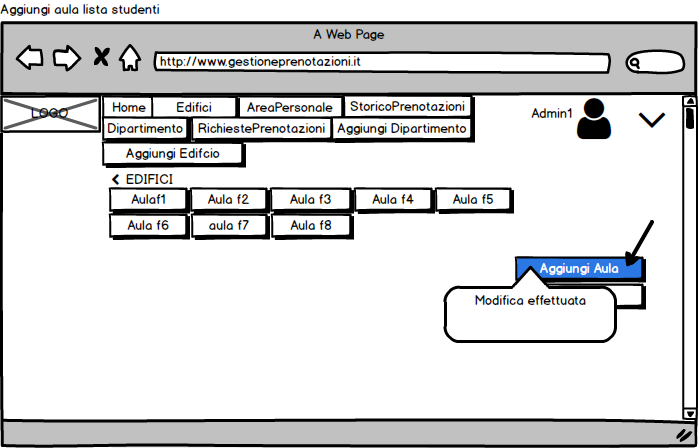 Aggiungi aula lista studenti
A Web Page
http://www.gestioneprenotazioni.it
LOGO
Home Edifici AreaPersonale StoricoPrenotazioni
Admin1
Dipartimento RichiestePrenotazioni Aggiungi Dipartimento
Aggiungi Edifcio
EDIFICI
Aulaf1 Aula f2 Aula f3 Aula f4 Aula f5
Aula f6 aula f7 Aula f8
Aggiungi Aula
Modifica effettuata